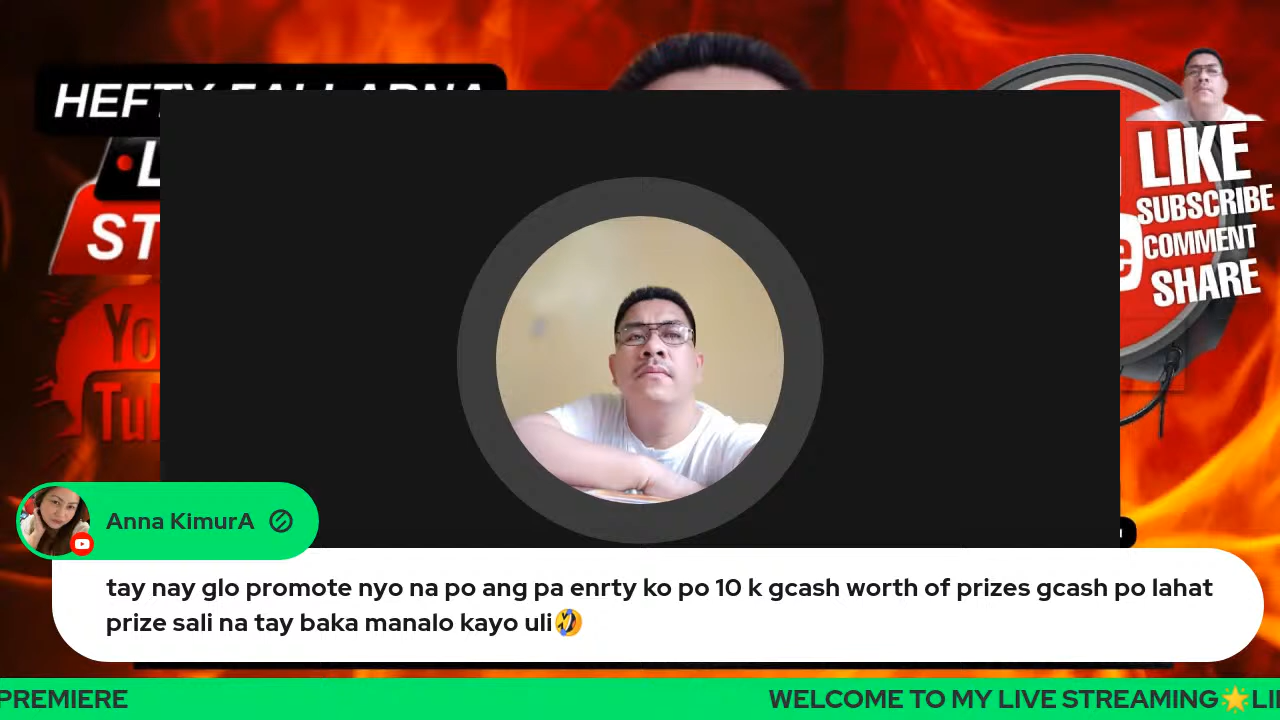 HEFTY
LIKE
SUBSCRIBE
COMMENT
SHARE
Anna KimurA
tay nay glo promote nyo na po ang pa enrty ko po 10 k gcash worth of prizes gcash po lahat
prize sali na tay baka manalo kayo uli🤣
PREMIERE
WELCOME TO MY LIVE STREAMING🌟LI